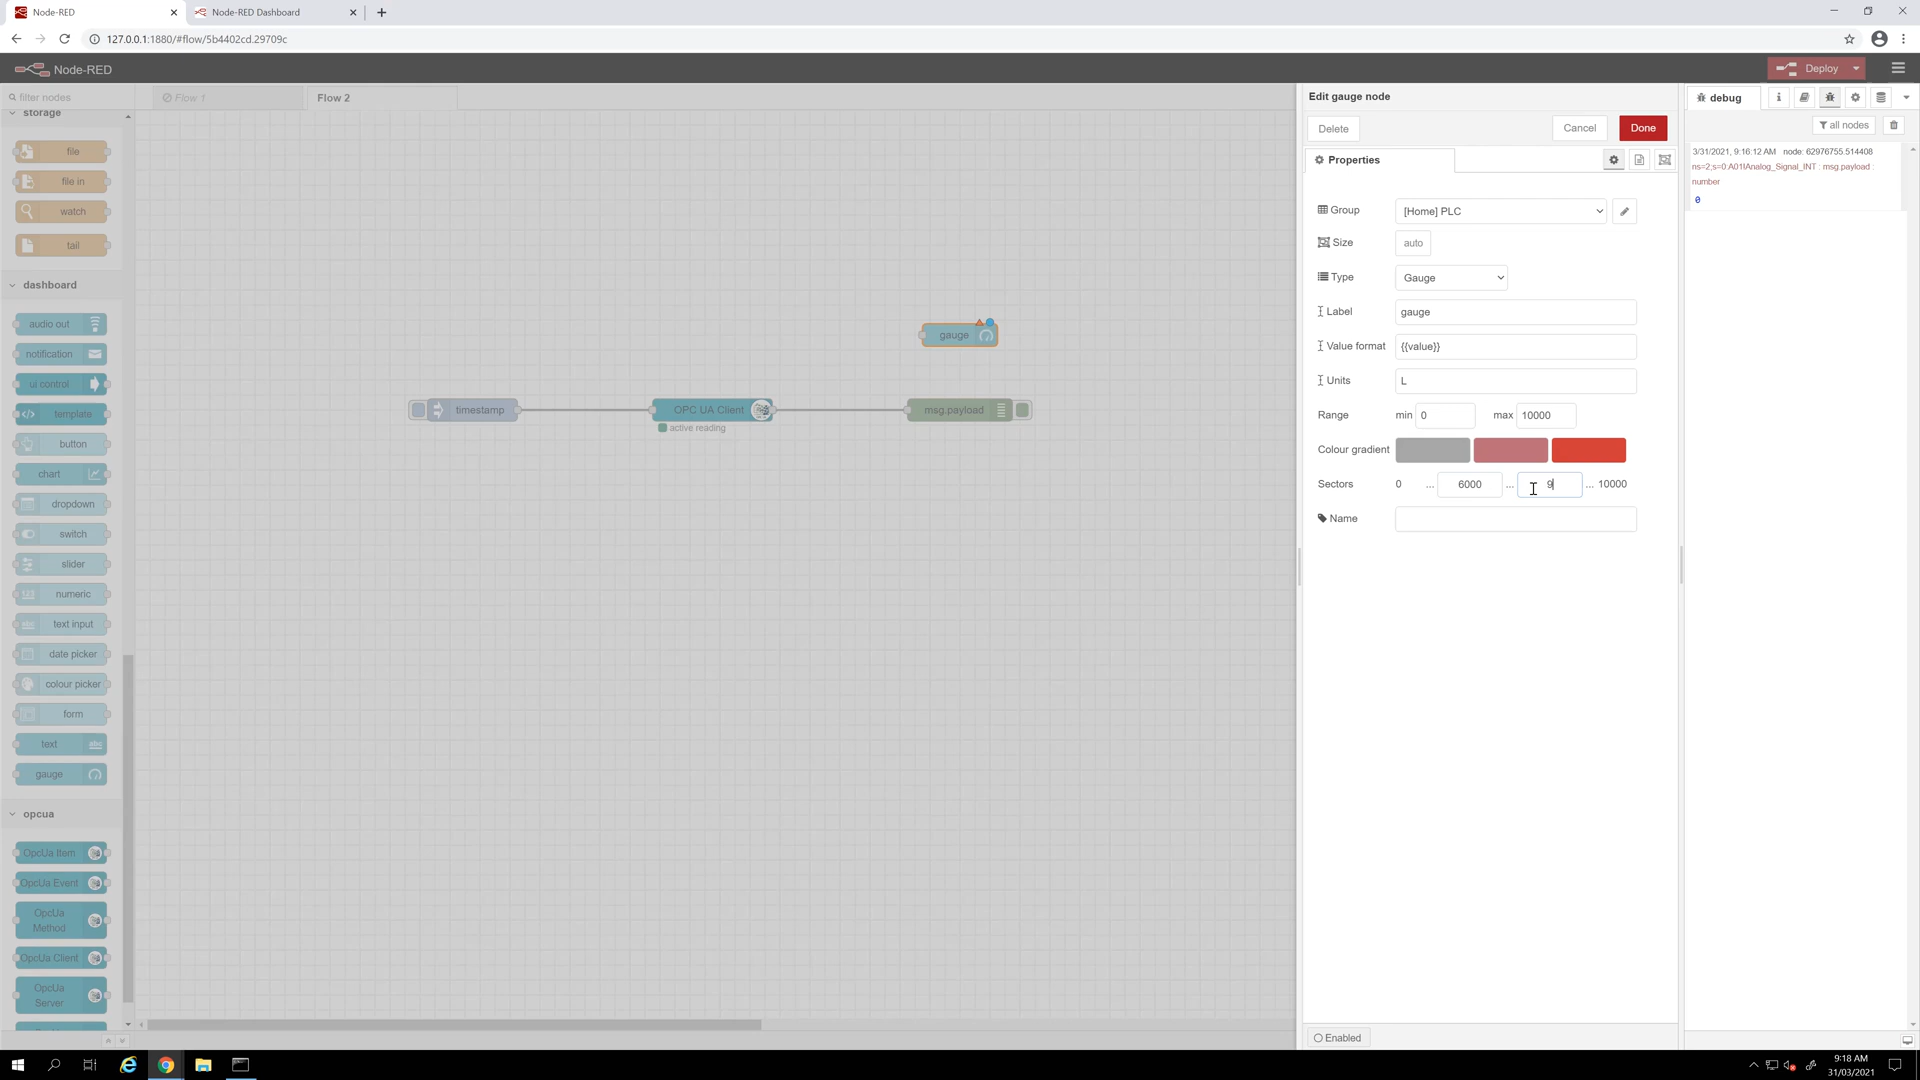 Node-RED
Node-RED Dashboard
127.0.0.1:1880/#flow/5b4402cd.29709c
Node-RED
Deploy
filter nodes
Flow 1
Flow 2
storage
file
file in
watch
tail
dashboard
audio out
notification
ui control
template
button
chart
dropdown
switch
slider
numeric
text input
date picker
colour picker
form
text
gauge
opcua
OpcUa Item
OpcUa Event
OpcUa
Method
OpcUa Client
OpcUa
Server
gauge
timestamp
OPC UA Client
msg.payload
active reading
Edit gauge node
Delete
Cancel
Done
Properties
Group
[Home] PLC
Size
auto
Type
Gauge
Label
gauge
Value format
{{value}}
Units
L
Range
min 0
max 10000
Colour gradient
Sectors
0 ... 6000 ... 9 ... 10000
Name
Enabled
debug
all nodes
3/31/2021, 9:16:12 AM node: 62976755.514408
ns=2;s=0:A01!Analog_Signal_INT : msg.payload :
number
0
9:18 AM
31/03/2021